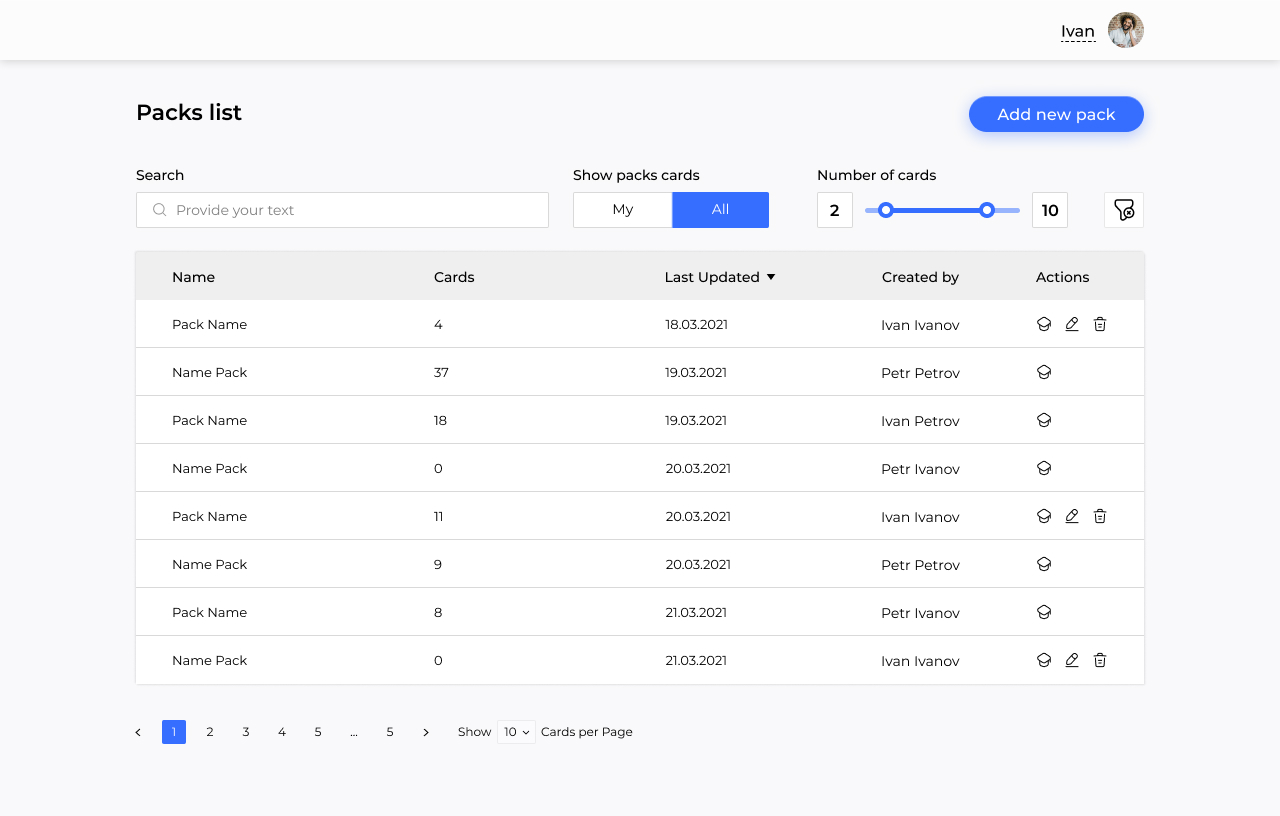 Ivan
Packs list
Add new pack
Search
Show packs cards
Number of cards
Provide your text
My
All
2
10
Name Cards Last Updated Created by Actions
Pack Name 4 18.03.2021 Ivan Ivanov
Name Pack 37 19.03.2021 Petr Petrov
Pack Name 18 19.03.2021 Ivan Petrov
Name Pack 0 20.03.2021 Petr Ivanov
Pack Name 11 20.03.2021 Ivan Ivanov
Name Pack 9 20.03.2021 Petr Petrov
Pack Name 8 21.03.2021 Petr Ivanov
Name Pack 0 21.03.2021 Ivan Ivanov
1 2 3 4 5 ... 5 Show 10 Cards per Page